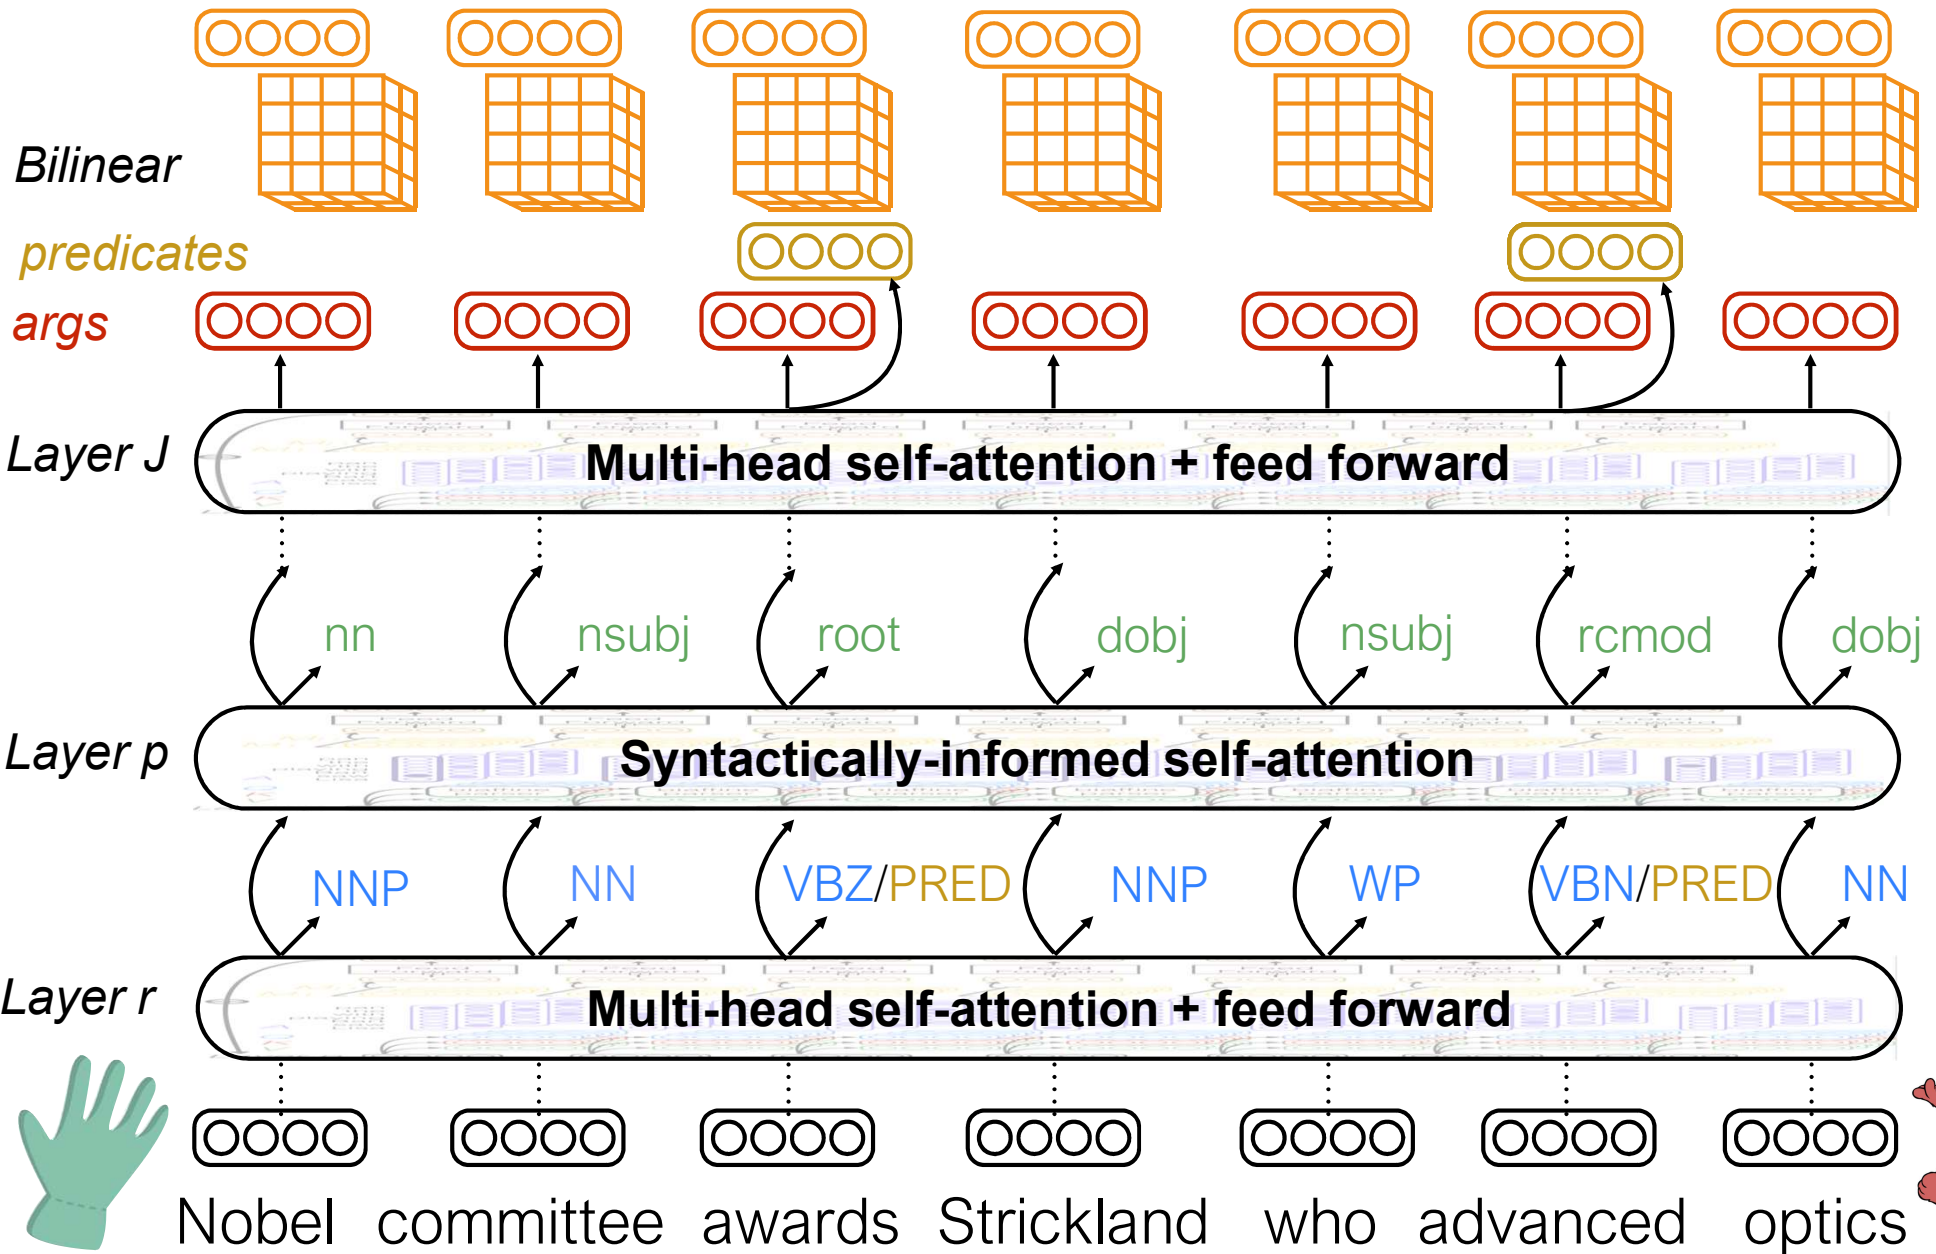 Bilinear
predicates
args
Layer J Multi-head self-attention + feed forward
nn nsubj root dobj nsubj rcmod dobj
Layer p Syntactically-informed self-attention
NNP NN VBZ/PRED NNP WP VBN/PRED NN
Layer r Multi-head self-attention + feed forward
Nobel committee awards Strickland who advanced optics